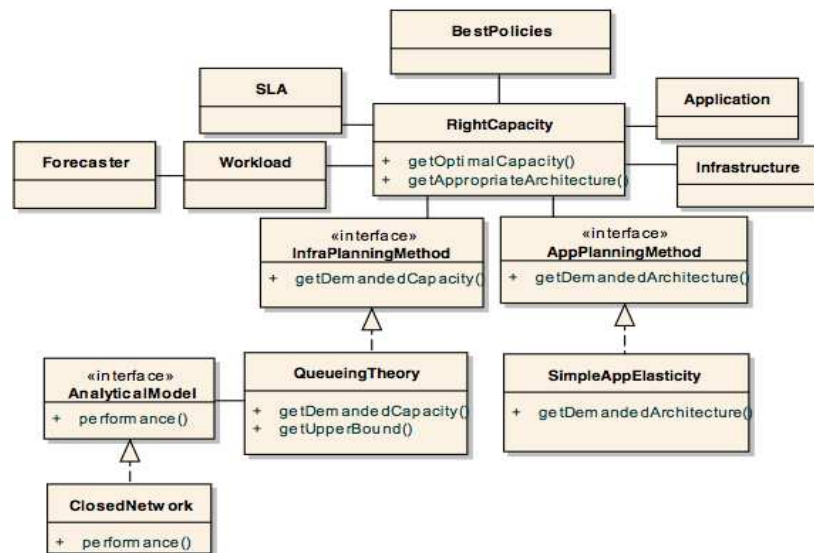 BestPolicies
SLA
Application
RightCapacity
+ getOptimalCapacity()
+ getAppropriateArchitecture()
Forecaster
Workload
Infrastructure
«interface»
InfraPlanningMethod
+ getDemandedCapacity()
«interface»
AppPlanningMethod
+ getDemandedArchitecture()
«interface»
AnalyticalModel
+ performance()
QueueingTheory
+ getDemandedCapacity()
+ getUpperBound()
SimpleAppElasticity
+ getDemandedArchitecture()
ClosedNetwork
+ performance()